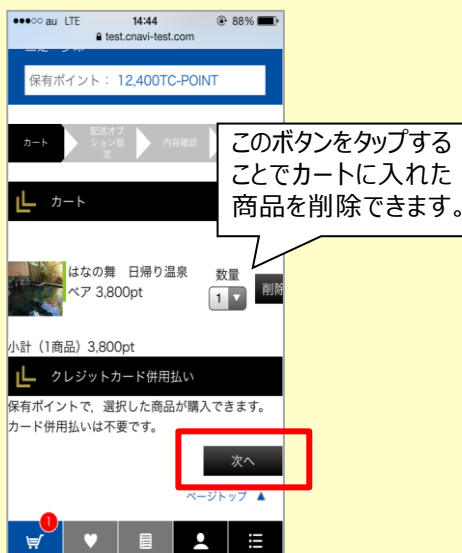 au LTE 14:44 88%
test.cnavi-test.com
保有ポイント： 12,400TC-POINT
カート
配送オプ
ション指
定
内容確認
このボタンをタップする
ことでカートに入れた
商品を削除できます。
カート
はなの舞 日帰り温泉
ペア 3,800pt
数量
1
削除
小計（1商品）3,800pt
クレジットカード併用払い
保有ポイントで，選択した商品が購入できます。
カード併用払いは不要です。
次へ
ページトップ ▲
1